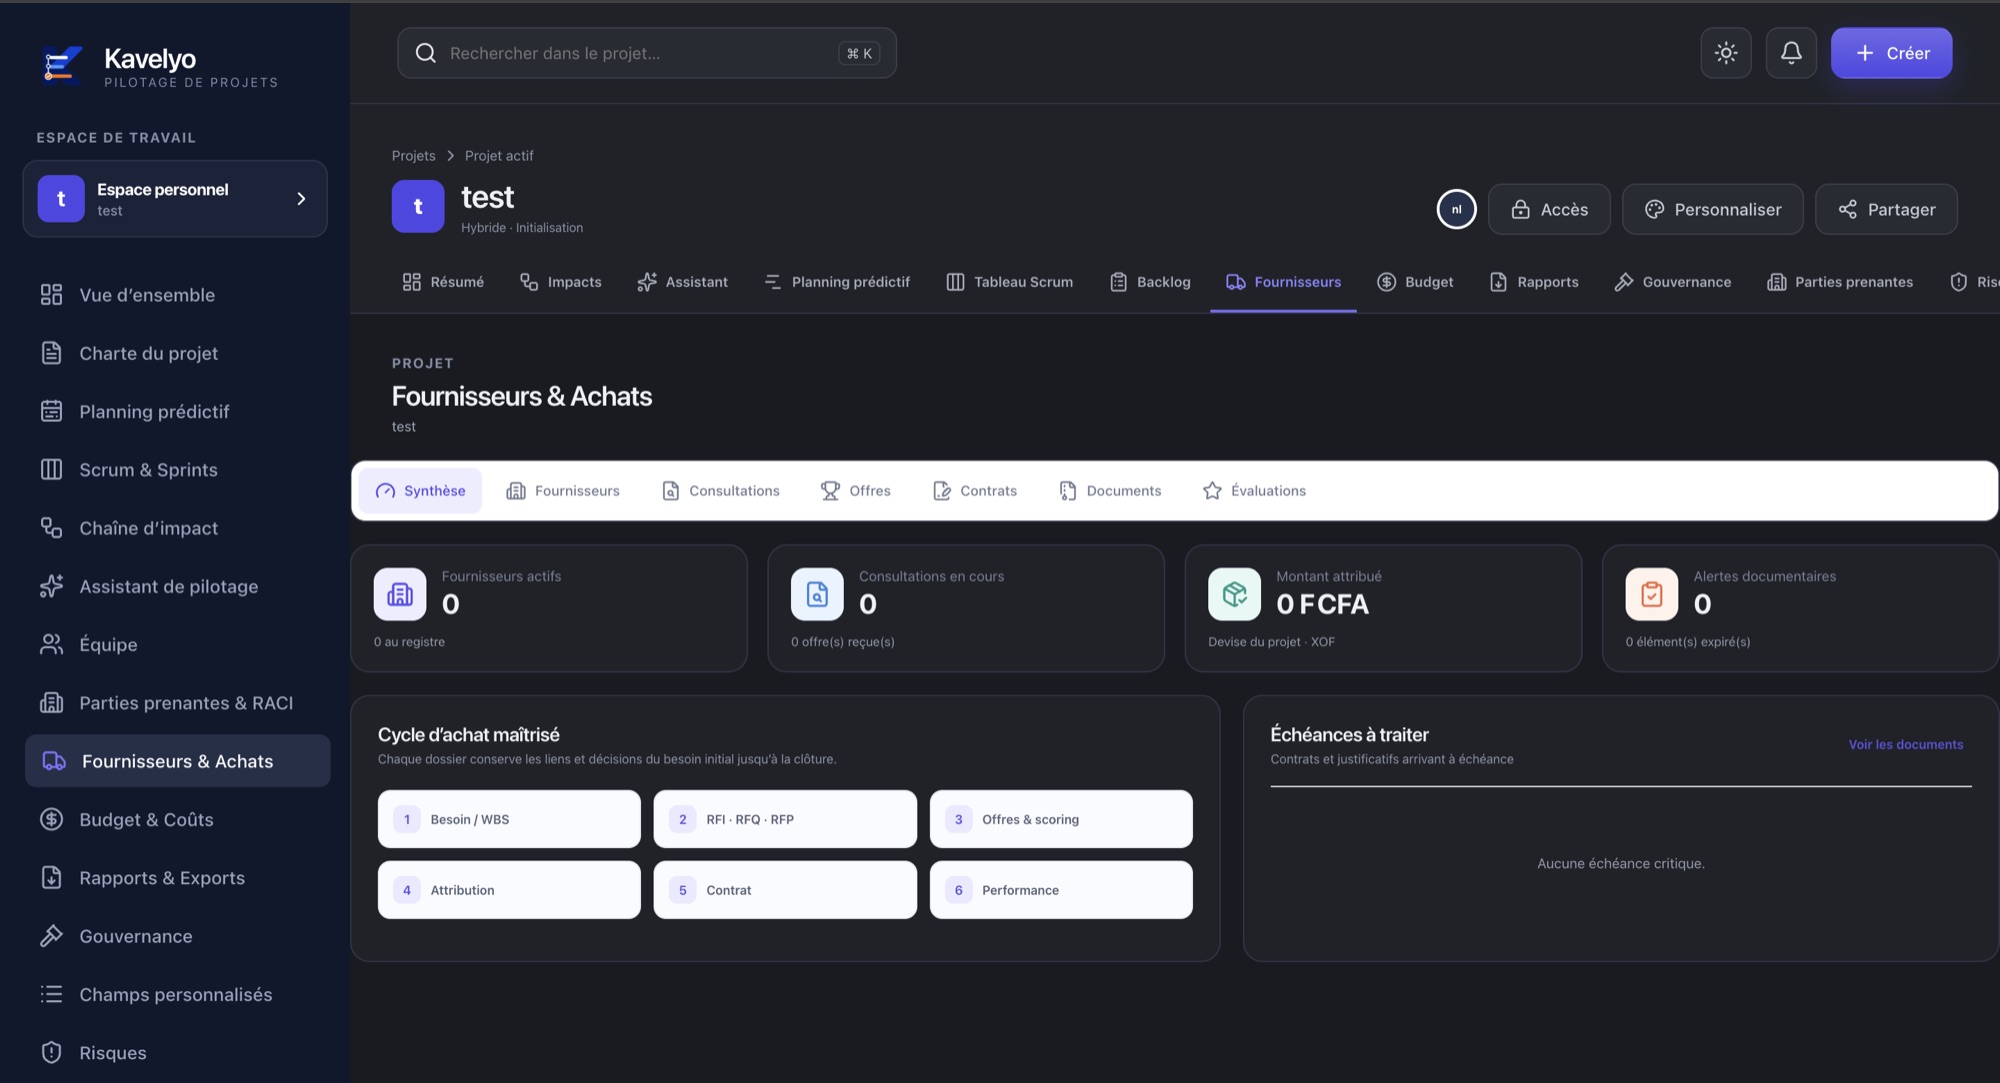 Kavelyo
PILOTAGE DE PROJETS
ESPACE DE TRAVAIL
t
Espace personnel
test
Vue d’ensemble
Charte du projet
Planning prédictif
Scrum & Sprints
Chaîne d’impact
Assistant de pilotage
Équipe
Parties prenantes & RACI
Fournisseurs & Achats
Budget & Coûts
Rapports & Exports
Gouvernance
Champs personnalisés
Risques
Rechercher dans le projet...
⌘ K
Créer
Projets > Projet actif
t
test
Hybride · Initialisation
nl
Accès
Personnaliser
Partager
Résumé
Impacts
Assistant
Planning prédictif
Tableau Scrum
Backlog
Fournisseurs
Budget
Rapports
Gouvernance
Parties prenantes
PROJET
Fournisseurs & Achats
test
Synthèse
Fournisseurs
Consultations
Offres
Contrats
Documents
Évaluations
Fournisseurs actifs
0
0 au registre
Consultations en cours
0
0 offre(s) reçue(s)
Montant attribué
0 F CFA
Devise du projet · XOF
Alertes documentaires
0
0 élément(s) expiré(s)
Cycle d’achat maîtrisé
Chaque dossier conserve les liens et décisions du besoin initial jusqu’à la clôture.
1 Besoin / WBS
2 RFI · RFQ · RFP
3 Offres & scoring
4 Attribution
5 Contrat
6 Performance
Échéances à traiter
Contrats et justificatifs arrivant à échéance
Voir les documents
Aucune échéance critique.